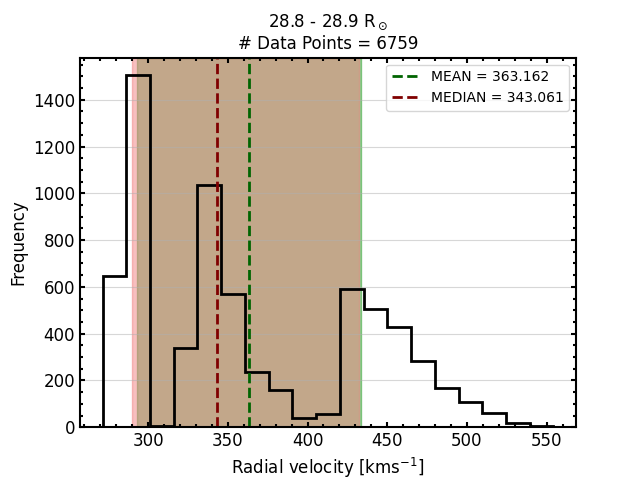 28.8 - 28.9 R⊙
# Data Points = 6759
MEAN = 363.162
MEDIAN = 343.061
Frequency
1400
1200
1000
800
600
400
200
0
300 350 400 450 500 550
Radial velocity [kms⁻¹]